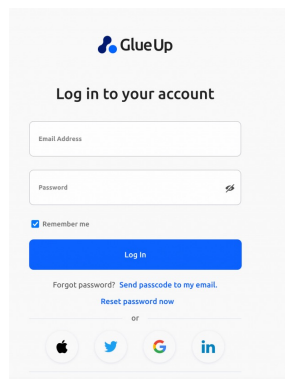 Glue Up
Log in to your account
Email Address
Password
Remember me
Log In
Forgot password? Send passcode to my email.
Reset password now
or
in